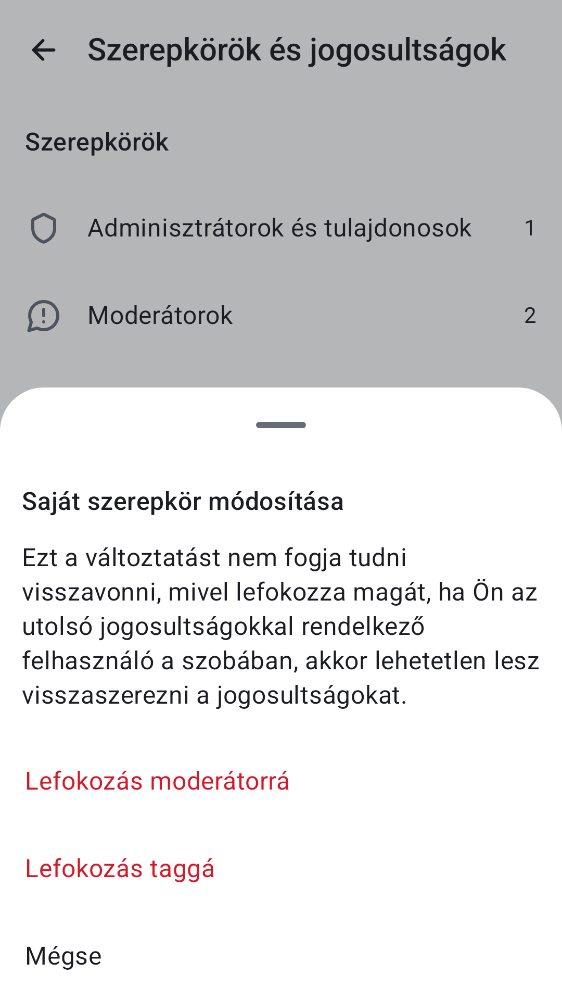 Szerepkörök és jogosultságok
Szerepkörök
Adminisztrátorok és tulajdonosok 1
Moderátorok 2
Saját szerepkör módosítása
Ezt a változtatást nem fogja tudni
visszavonni, mivel lefokozza magát, ha Ön az
utolsó jogosultságokkal rendelkező
felhasználó a szobában, akkor lehetetlen lesz
visszaszerezni a jogosultságokat.
Lefokozás moderátorrá
Lefokozás taggá
Mégse